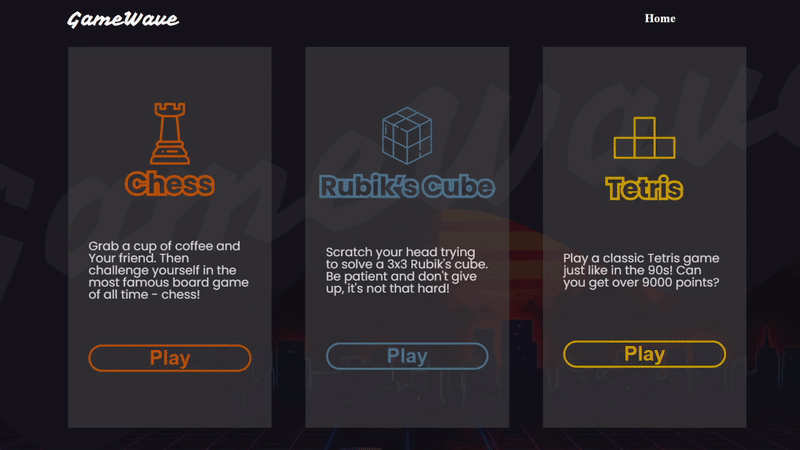 GameWave
Home
Chess
Grab a cup of coffee and
Your friend. Then
challenge yourself in the
most famous board game
of all time - chess!
Play
Rubik's Cube
Scratch your head trying
to solve a 3x3 Rubik's cube.
Be patient and don't give
up, it's not that hard!
Play
Tetris
Play a classic Tetris game
just like in the 90s! Can
you get over 9000 points?
Play
GameWave